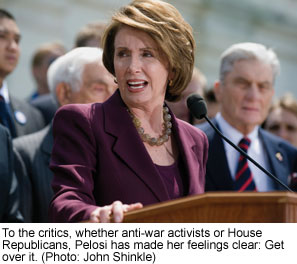 To the critics, whether anti-war activists or House
Republicans, Pelosi has made her feelings clear: Get
over it. (Photo: John Shinkle)